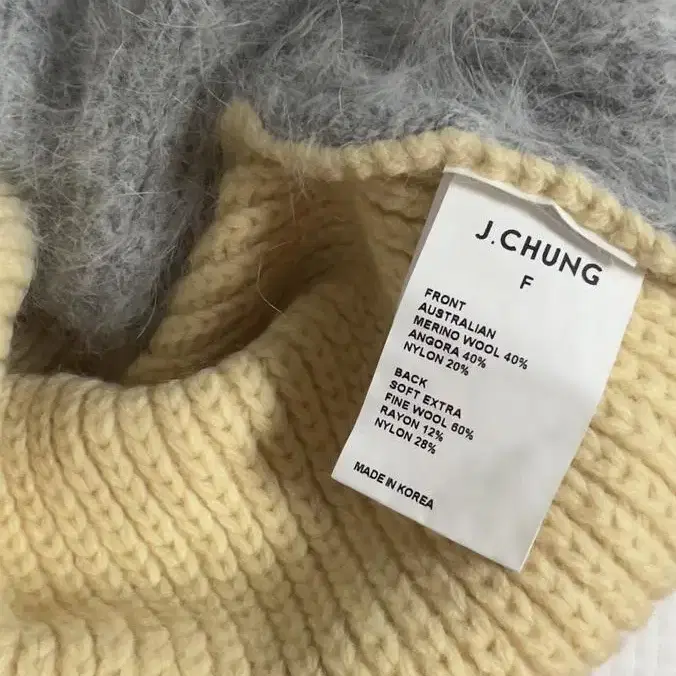 J.CHUNG
F
FRONT
AUSTRALIAN
MERINO WOOL 40%
ANGORA 40%
NYLON 20%
BACK
SOFT EXTRA
FINE WOOL 60%
RAYON 12%
NYLON 28%
MADE IN KOREA